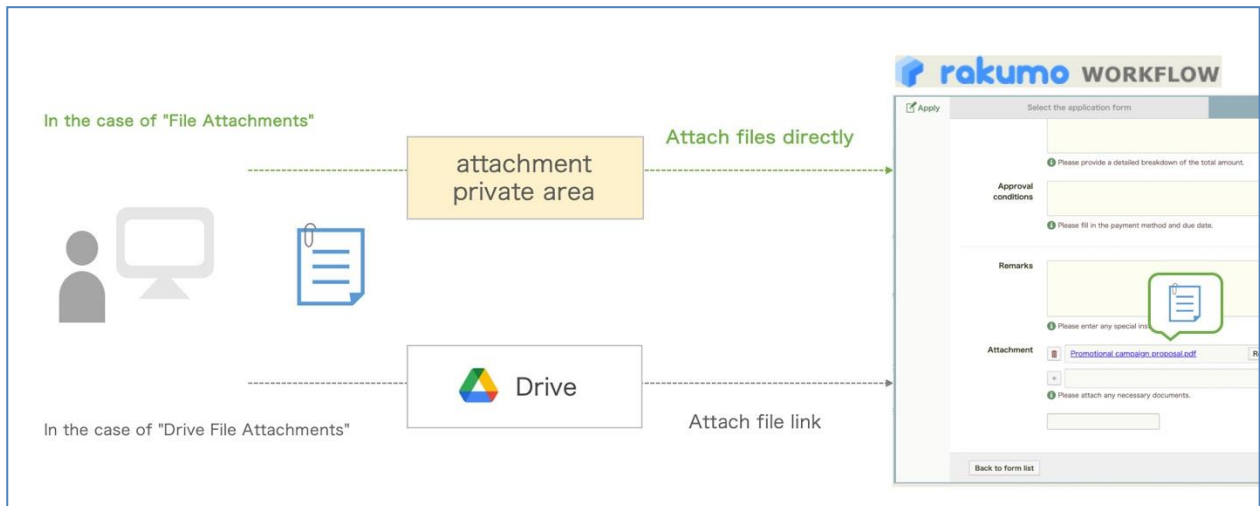 rakumo WORKFLOW
In the case of "File Attachments"
attachment
private area
Attach files directly
Drive
In the case of "Drive File Attachments"
Attach file link
Apply
Select the application form
Please provide a detailed breakdown of the total amount.
Approval
conditions
Please fill in the payment method and due date.
Remarks
Please enter any special
Attachment
Promotional campaign proposal.pdf
+
Please attach any necessary documents.
Back to form list